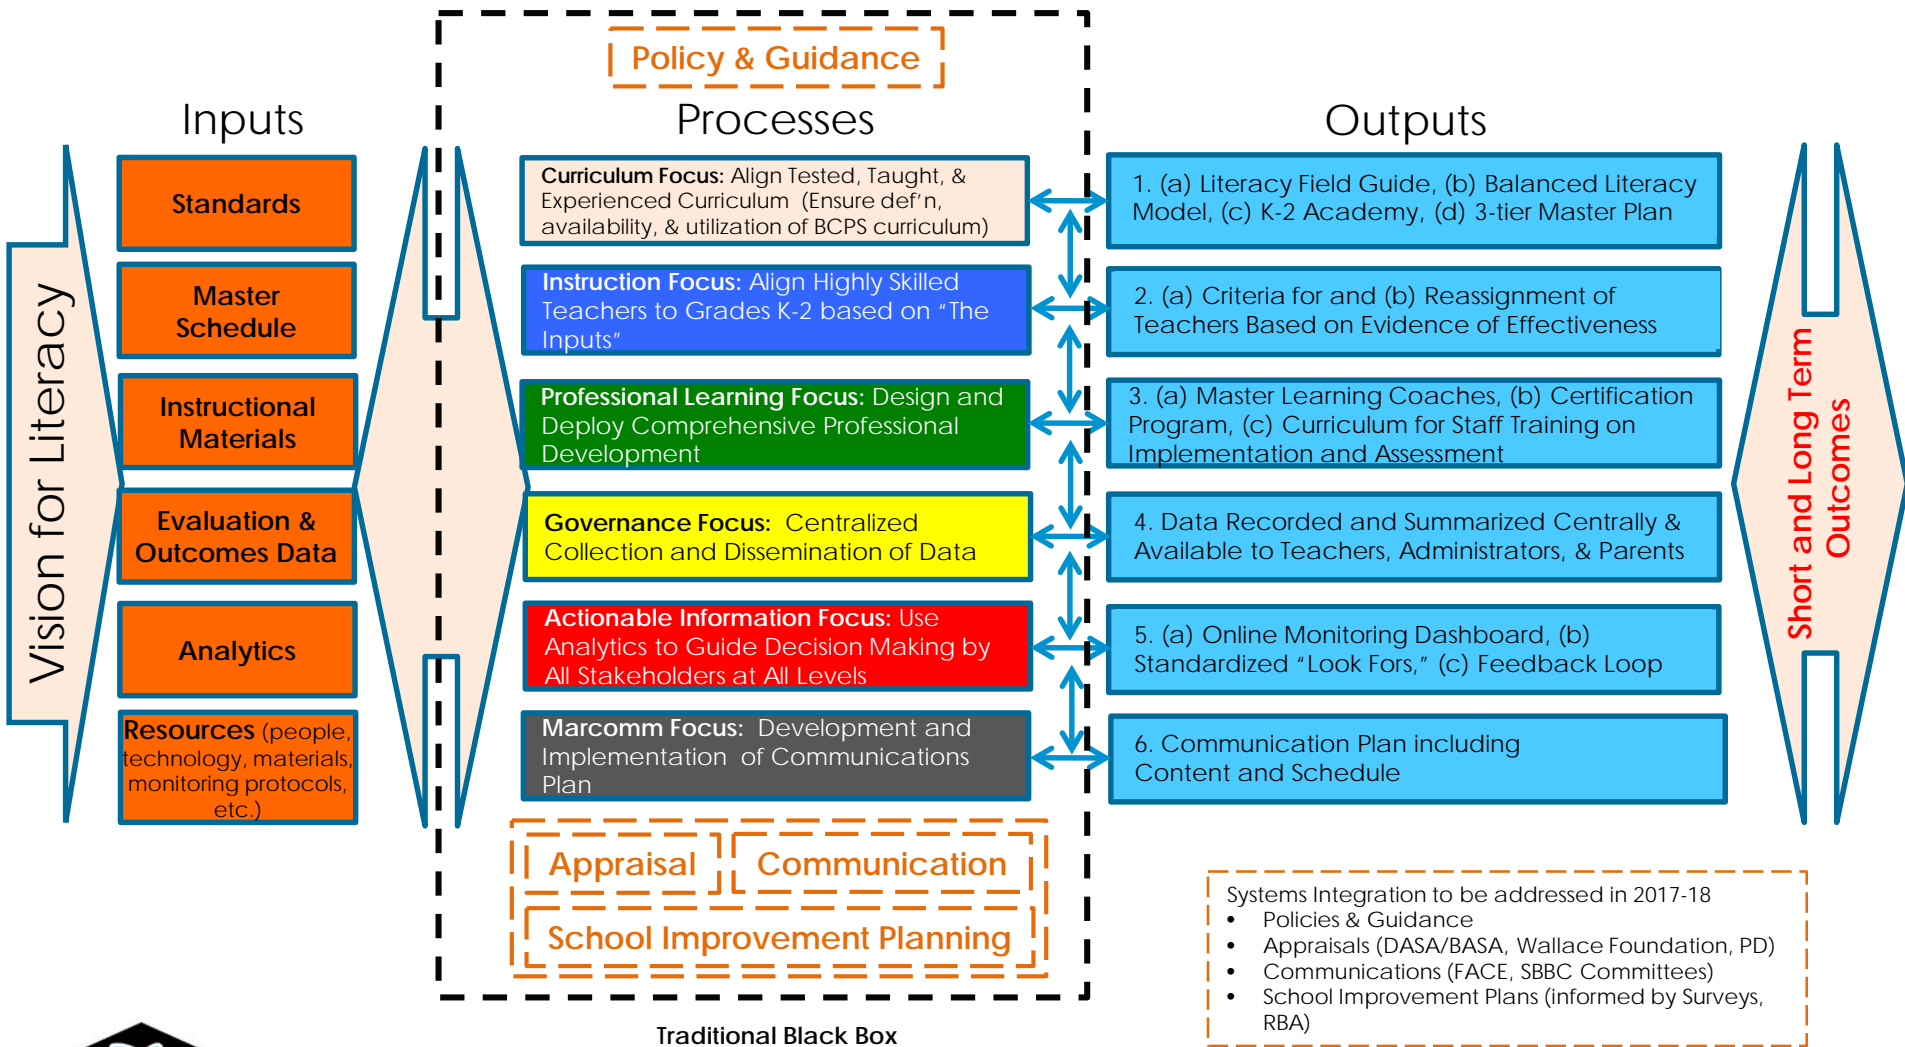 Policy & Guidance
Inputs
Processes
Outputs
Vision for Literacy
Standards
Master
Schedule
Instructional
Materials
Evaluation &
Outcomes Data
Analytics
Resources (people,
technology, materials,
monitoring protocols,
etc.)
Curriculum Focus: Align Tested, Taught, &
Experienced Curriculum (Ensure def'n,
availability, & utilization of BCPS curriculum)
Instruction Focus: Align Highly Skilled
Teachers to Grades K-2 based on "The
Inputs"
Professional Learning Focus: Design and
Deploy Comprehensive Professional
Development
Governance Focus: Centralized
Collection and Dissemination of Data
Actionable Information Focus: Use
Analytics to Guide Decision Making by
All Stakeholders at All Levels
Marcomm Focus: Development and
Implementation of Communications
Plan
Appraisal
Communication
School Improvement Planning
Traditional Black Box
1. (a) Literacy Field Guide, (b) Balanced Literacy
Model, (c) K-2 Academy, (d) 3-tier Master Plan
2. (a) Criteria for and (b) Reassignment of
Teachers Based on Evidence of Effectiveness
3. (a) Master Learning Coaches, (b) Certification
Program, (c) Curriculum for Staff Training on
Implementation and Assessment
4. Data Recorded and Summarized Centrally &
Available to Teachers, Administrators, & Parents
5. (a) Online Monitoring Dashboard, (b)
Standardized "Look Fors," (c) Feedback Loop
6. Communication Plan including
Content and Schedule
Short and Long Term
Outcomes
Systems Integration to be addressed in 2017-18
• Policies & Guidance
• Appraisals (DASA/BASA, Wallace Foundation, PD)
• Communications (FACE, SBBC Committees)
• School Improvement Plans (informed by Surveys,
RBA)